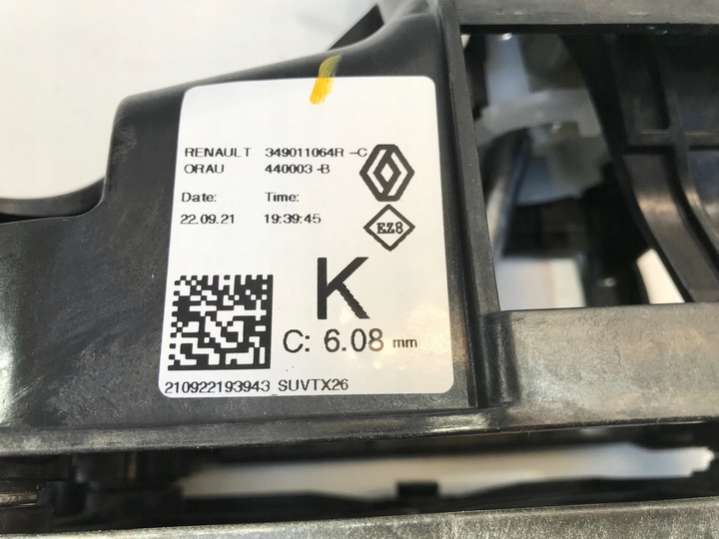 RENAULT 349011064R -C
ORAU 440003 -B
Date: Time:
22.09.21 19:39:45
EZ8
K
C: 6.08 mm
210922193943 SUVTX26